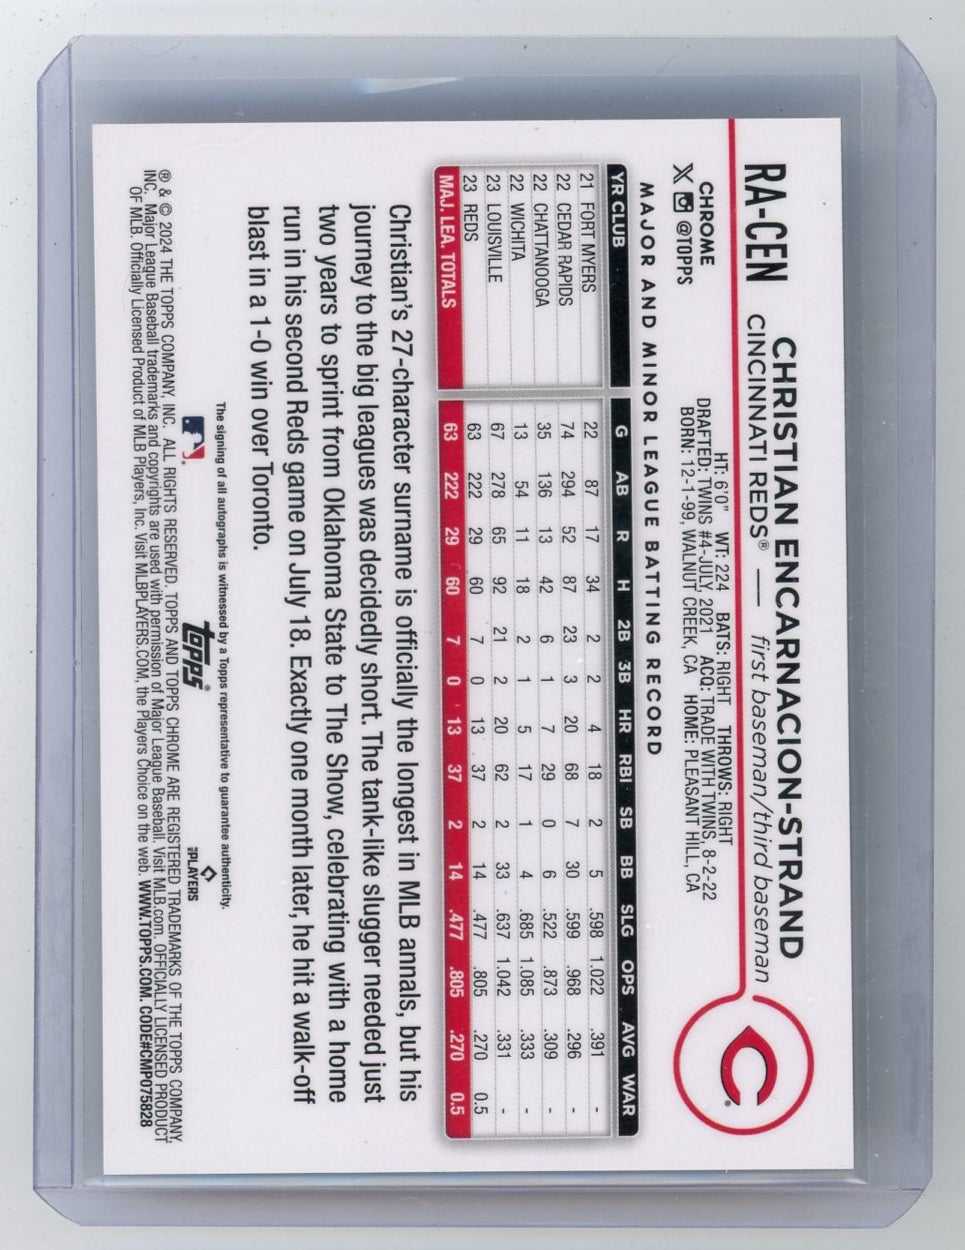 RA-CEN
CHRISTIAN ENCARNACION-STRAND
CINCINNATI REDS® — first baseman/third baseman
CHROME
@TOPPS
HT: 6'0" WT: 224 BATS: RIGHT THROWS: RIGHT
DRAFTED: TWINS #4-JULY, 2021 ACQ: TRADE WITH TWINS, 8-2-22
BORN: 12-1-99, WALNUT CREEK, CA HOME: PLEASANT HILL, CA
MAJOR AND MINOR LEAGUE BATTING RECORD
YR CLUB G AB R H 2B 3B HR RBI SB BB SLG OPS AVG WAR
21 FORT MYERS 22 87 17 34 2 2 4 18 2 5 .598 1.022 .391 -
22 CEDAR RAPIDS 74 294 52 87 23 3 20 68 7 30 .599 .968 .296 -
22 CHATTANOOGA 35 136 13 42 6 1 7 29 0 6 .522 .873 .309 -
22 WICHITA 13 54 11 18 2 1 5 17 1 4 .685 1.085 .333 -
23 LOUISVILLE 67 278 65 92 21 2 20 62 2 33 .637 1.042 .331 -
23 REDS 63 222 29 60 7 0 13 37 2 14 .477 .805 .270 0.5
MAJ. LEA. TOTALS 63 222 29 60 7 0 13 37 2 14 .477 .805 .270 0.5
Christian's 27-character surname is officially the longest in MLB annals, but his
journey to the big leagues was decidedly short. The tank-like slugger needed just
two years to sprint from Oklahoma State to The Show, celebrating with a home
run in his second Reds game on July 18. Exactly one month later, he hit a walk-off
blast in a 1-0 win over Toronto.
The signing of all autographs is witnessed by a Topps representative to guarantee authenticity.
Topps®
PLAYERS
® & © 2024 THE TOPPS COMPANY, INC. ALL RIGHTS RESERVED. TOPPS AND TOPPS CHROME ARE REGISTERED TRADEMARKS OF THE TOPPS COMPANY,
INC. Major League Baseball trademarks and copyrights are used with permission of Major League Baseball. Visit MLB.com. OFFICIALLY LICENSED PRODUCT
OF MLB. Officially Licensed Product of MLB Players, Inc. Visit MLBPLAYERS.COM, the Players Choice on the web. WWW.TOPPS.COM. CODE#CMP075828